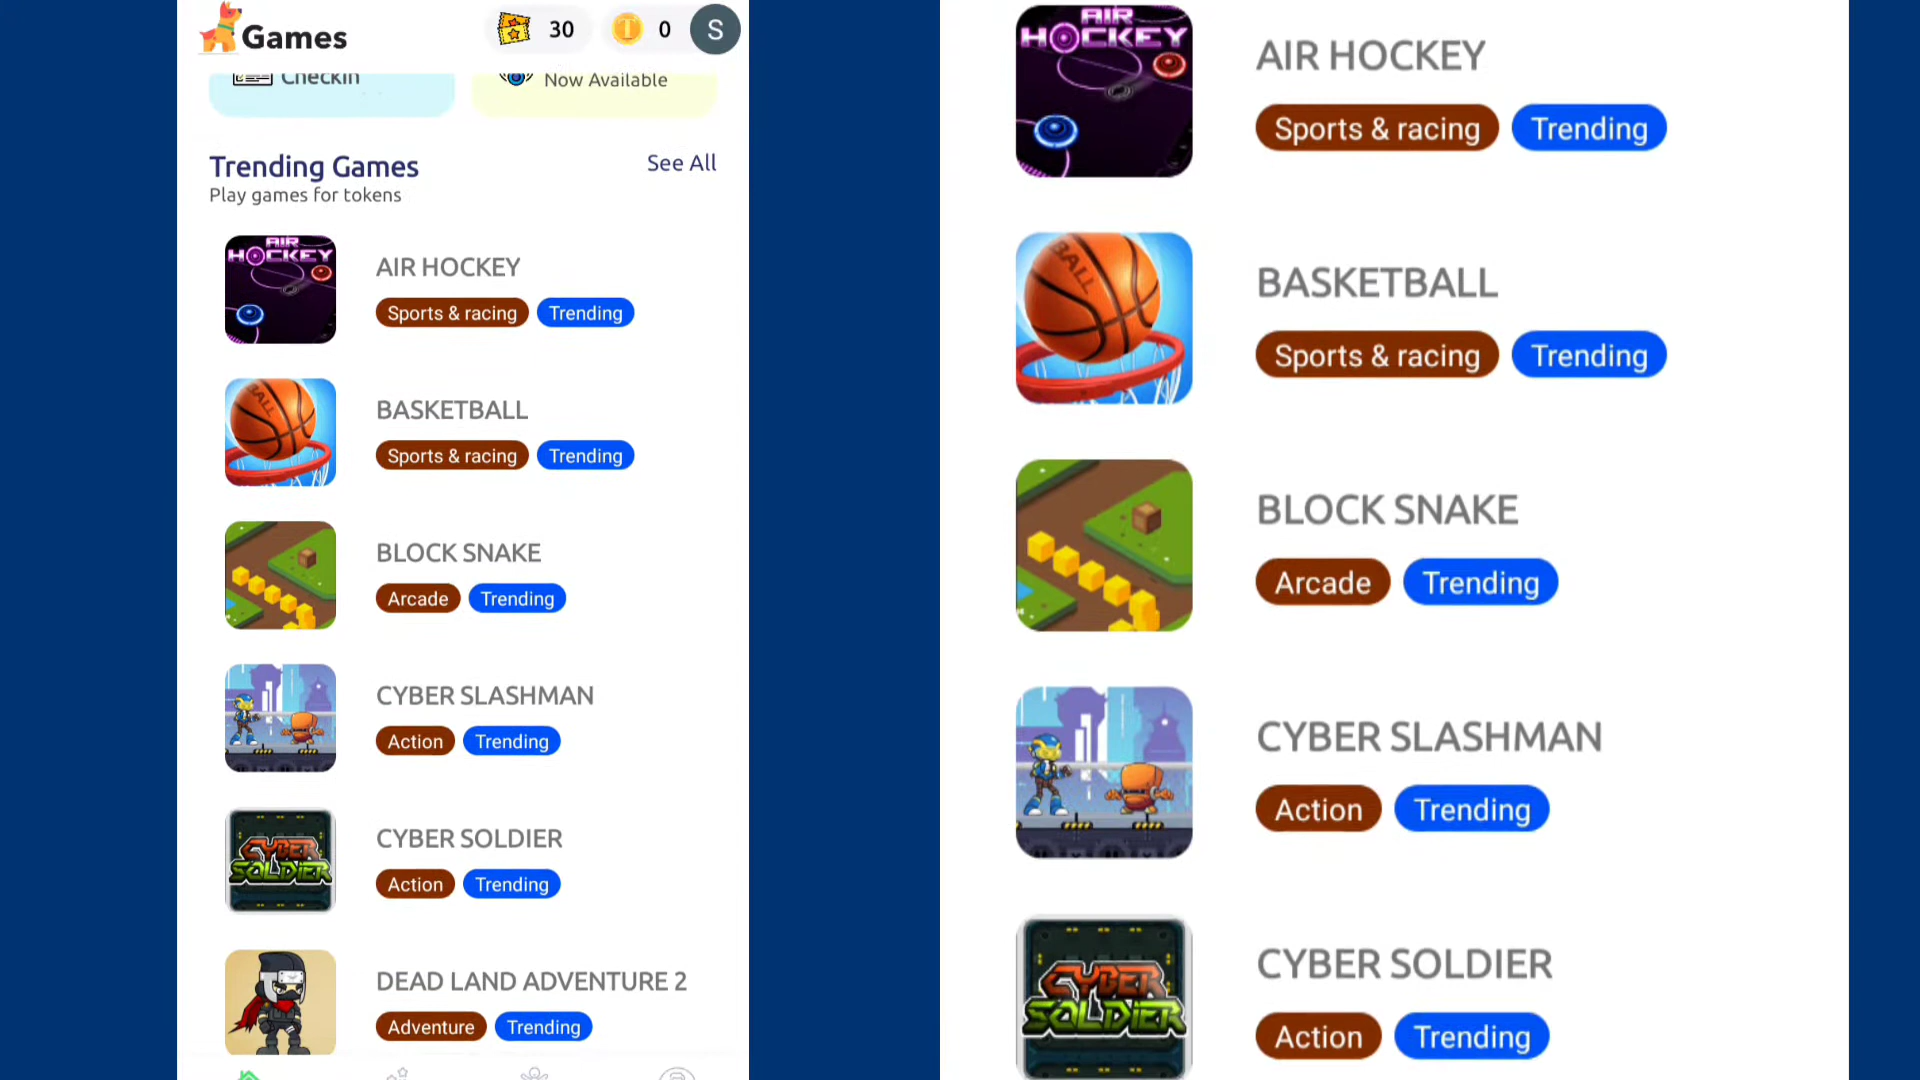 Games
30
0
S
Checkin
Now Available
Trending Games
See All
Play games for tokens
AIR HOCKEY
AIR HOCKEY
Sports & racing
Trending
BALL
BASKETBALL
Sports & racing
Trending
BLOCK SNAKE
Arcade
Trending
CYBER SLASHMAN
Action
Trending
CYBER SOLDIER
CYBER SOLDIER
Action
Trending
DEAD LAND ADVENTURE 2
Adventure
Trending
AIR HOCKEY
AIR HOCKEY
Sports & racing
Trending
BALL
BASKETBALL
Sports & racing
Trending
BLOCK SNAKE
Arcade
Trending
CYBER SLASHMAN
Action
Trending
CYBER SOLDIER
CYBER SOLDIER
Action
Trending